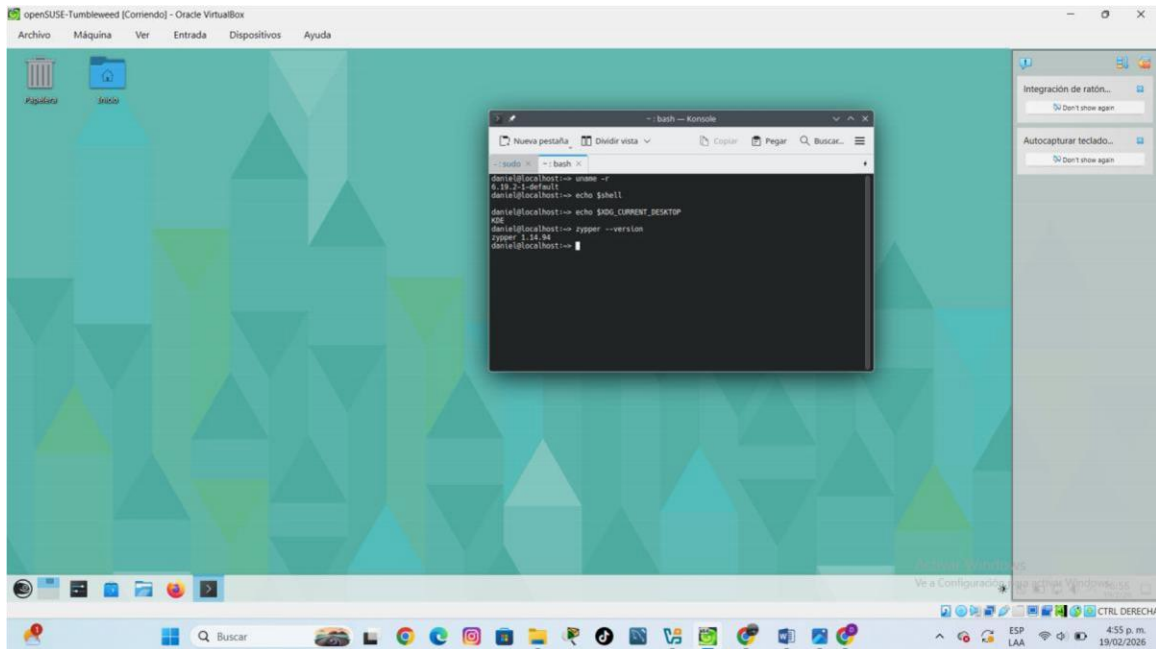 openSUSE-Tumbleweed [Corriendo] - Oracle VirtualBox
Archivo Máquina Ver Entrada Dispositivos Ayuda
Papelera Inicio
Integración de ratón...
Don't show again
Autocapturar teclado...
Don't show again
~ : bash — Konsole
Nueva pestaña Dividir vista Copiar Pegar Buscar...
~ : sudo ~ : bash
daniel@localhost:~> uname -r
6.19.2-1-default
daniel@localhost:~> echo $shell
daniel@localhost:~> echo $XDG_CURRENT_DESKTOP
KDE
daniel@localhost:~> zypper --version
zypper 1.14.94
daniel@localhost:~>
Activar Windows
Ve a Configuración para activar Windows.
CTRL DERECHA
Buscar
ESP
LAA
4:55 p. m.
19/02/2026